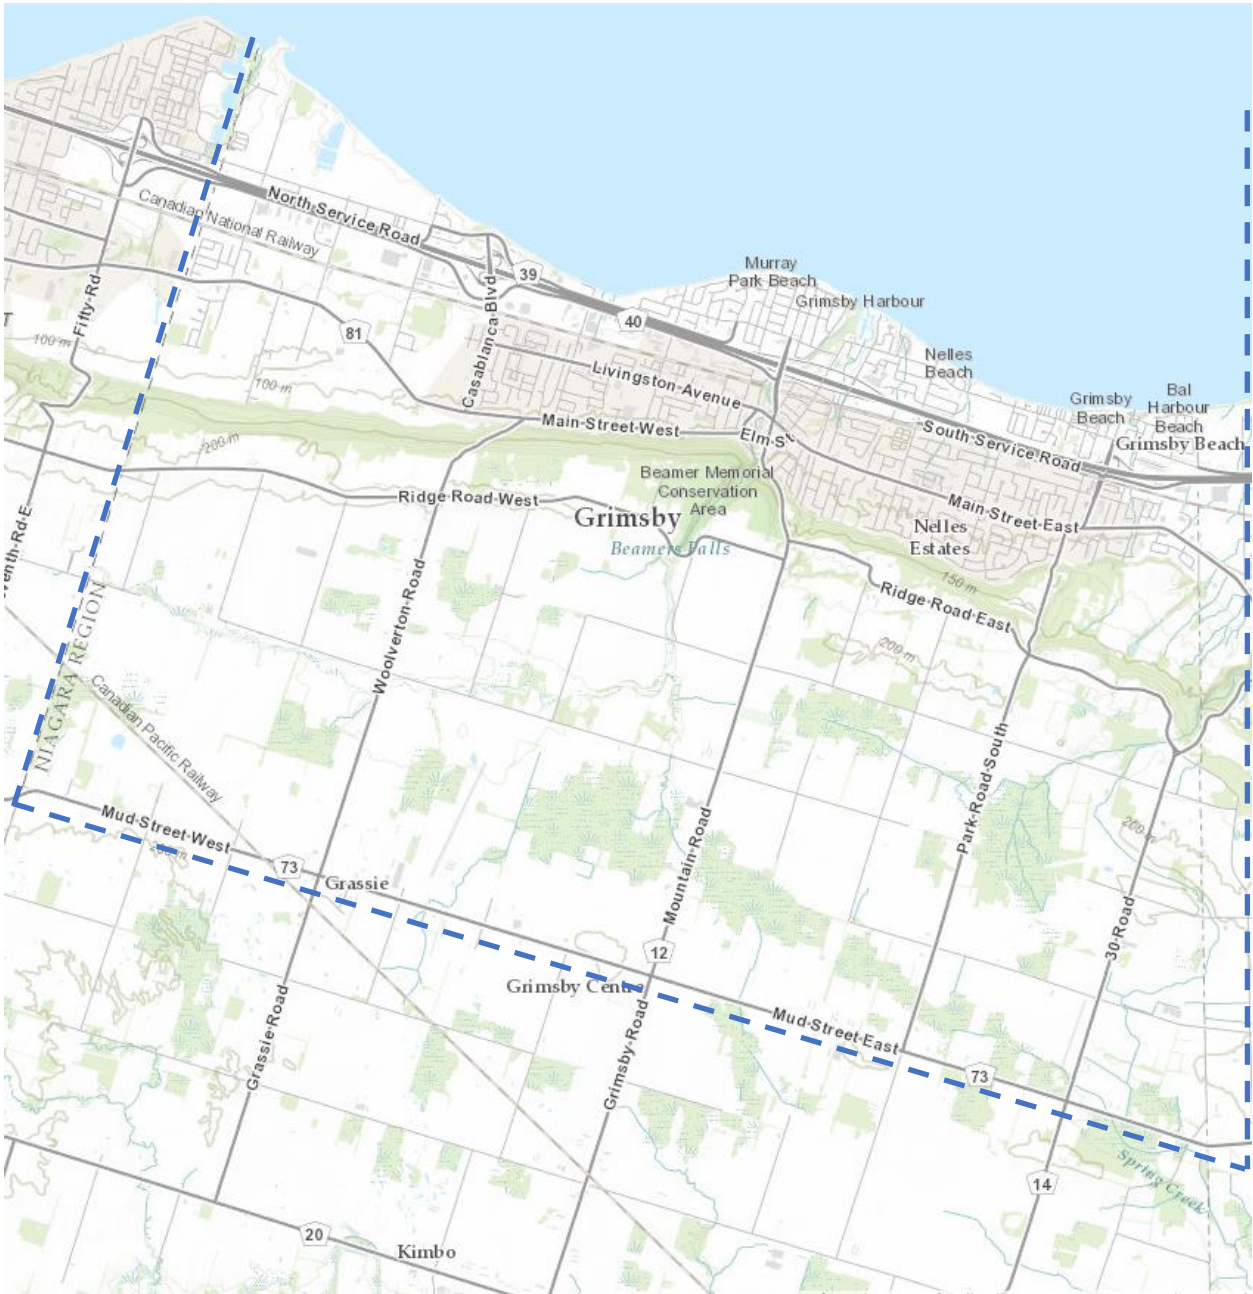 North Service Road
Canadian National Railway
39
Murray
Park Beach
Grimsby Harbour
Fifty Rd
Casablanca Blvd
40
81
100 m
Nelles
Beach
Livingston Avenue
100 m
Grimsby
Beach
Bal
Harbour
Beach
Main Street West
Elm St
South Service Road
Grimsby Beach
200 m
Beamer Memorial
Conservation
Area
Ridge Road West
Main Street East
Grimsby
Nelles
Estates
Beamers Falls
venth Rd E
150 m
Ridge Road East
NIAGARA REGION
Woolverton Road
200 m
Canadian Pacific Railway
Park Road South
Mud Street West
Mountain Road
200 m
73
Grassie
30 Road
12
Grimsby Centre
Mud Street East
Grassie Road
Grimsby Road
73
Spring Creek
14
20
Kimbo